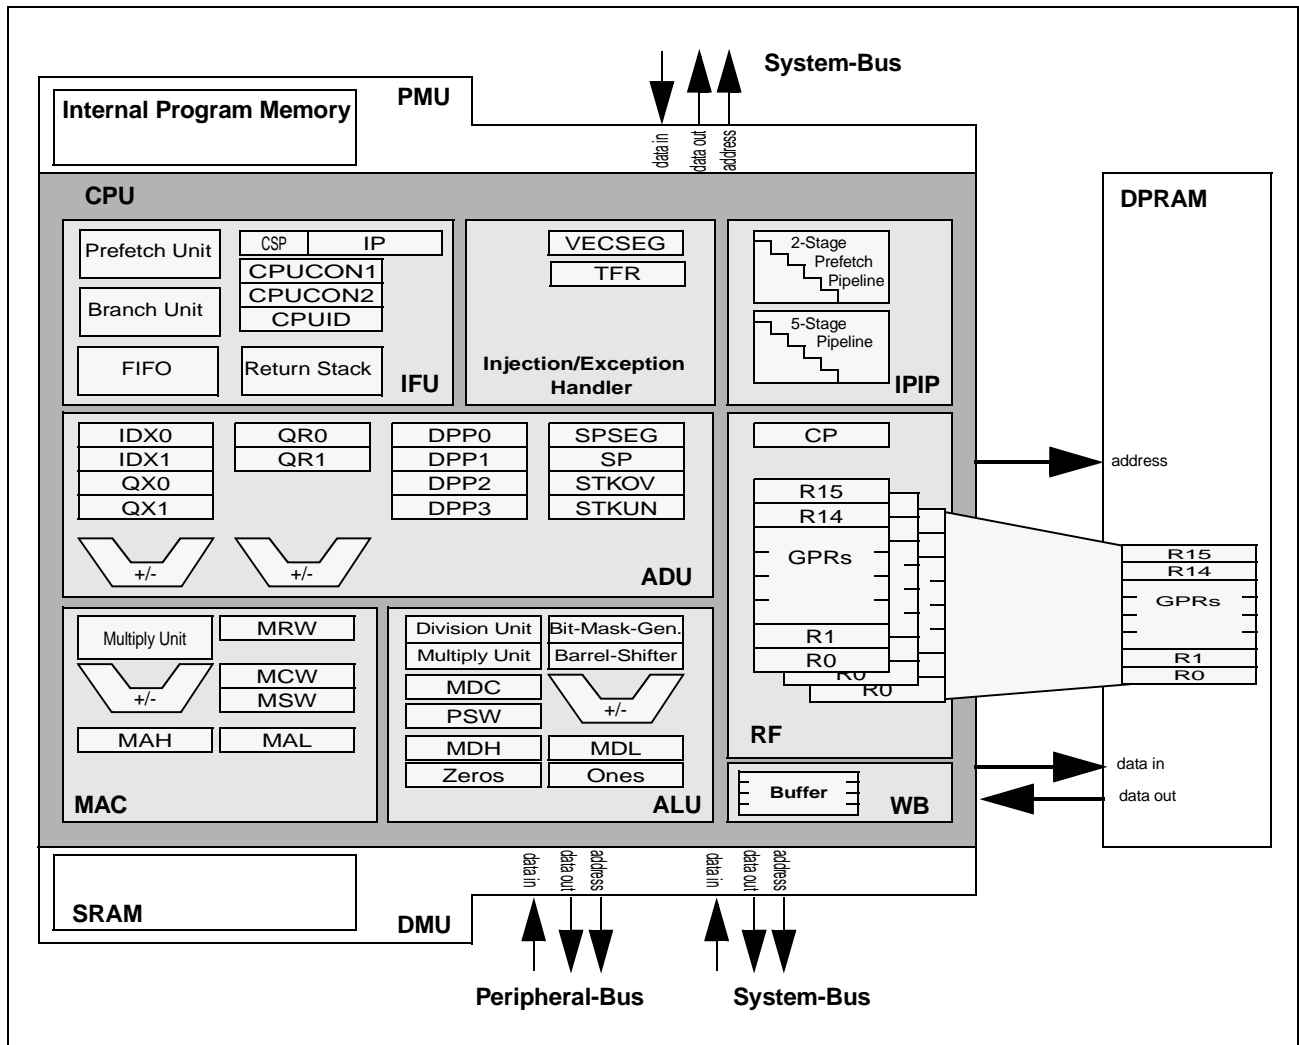 System-Bus
PMU
Internal Program Memory
data in
data out
address
CPU
DPRAM
Prefetch Unit
CSP
IP
CPUCON1
CPUCON2
CPUID
Branch Unit
FIFO
Return Stack
IFU
VECSEG
TFR
Injection/Exception
Handler
2-Stage
Prefetch
Pipeline
5-Stage
Pipeline
IPIP
IDX0
IDX1
QX0
QX1
QR0
QR1
DPP0
DPP1
DPP2
DPP3
SPSEG
SP
STKOV
STKUN
+/-
+/-
ADU
CP
R15
R14
GPRs
R1
R0
R0
R0
RF
address
R15
R14
GPRs
R1
R0
Multiply Unit
MRW
+/-
MCW
MSW
MAH
MAL
MAC
Division Unit
Bit-Mask-Gen.
Multiply Unit
Barrel-Shifter
MDC
PSW
+/-
MDH
MDL
Zeros
Ones
ALU
Buffer
WB
data in
data out
SRAM
DMU
data in
data out
address
data in
data out
address
Peripheral-Bus
System-Bus